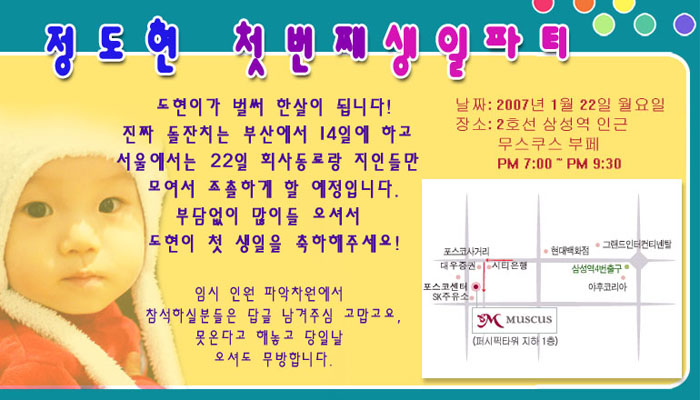 정도현 첫번째생일파티
도현이가 벌써 한살이 됩니다!
진짜 돌잔치는 부산에서 14일에 하고
서울에서는 22일 회사동료랑 지인들만
모여서 조촐하게 할 예정입니다.
부담없이 많이들 오셔서
도현이 첫 생일을 축하해주세요!
임시 인원 파악차원에서
참석하실분들은 답글 남겨주심 고맙고요,
못온다고 해놓고 당일날
오셔도 무방합니다.
날짜: 2007년 1월 22일 월요일
장소: 2호선 삼성역 인근
무스쿠스 부페
PM 7:00 ~ PM 9:30
포스코사거리
현대백화점
그랜드인터컨티넨탈
대우증권
시티은행
삼성역4번출구
포스코센터
아쿠코리아
SK주유소
MUSCUS
(퍼시픽타워 지하 1층)